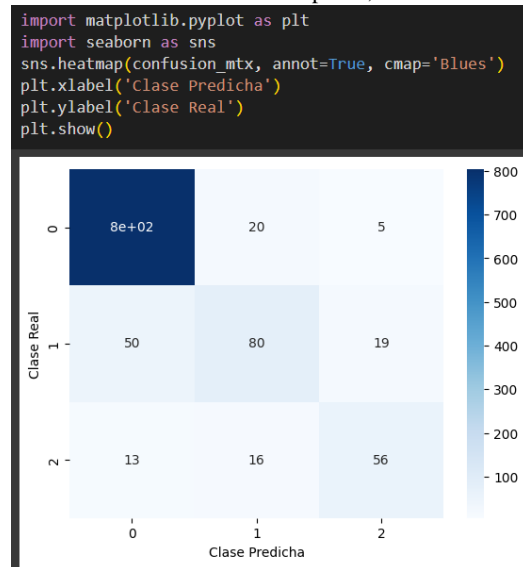 import matplotlib.pyplot as plt
import seaborn as sns
sns.heatmap(confusion_mtx, annot=True, cmap='Blues')
plt.xlabel('Clase Predicha')
plt.ylabel('Clase Real')
plt.show()
800
700
600
500
400
300
200
100
0
8e+02 20 5
1
50 80 19
2
13 16 56
Clase Real
0 1 2
Clase Predicha